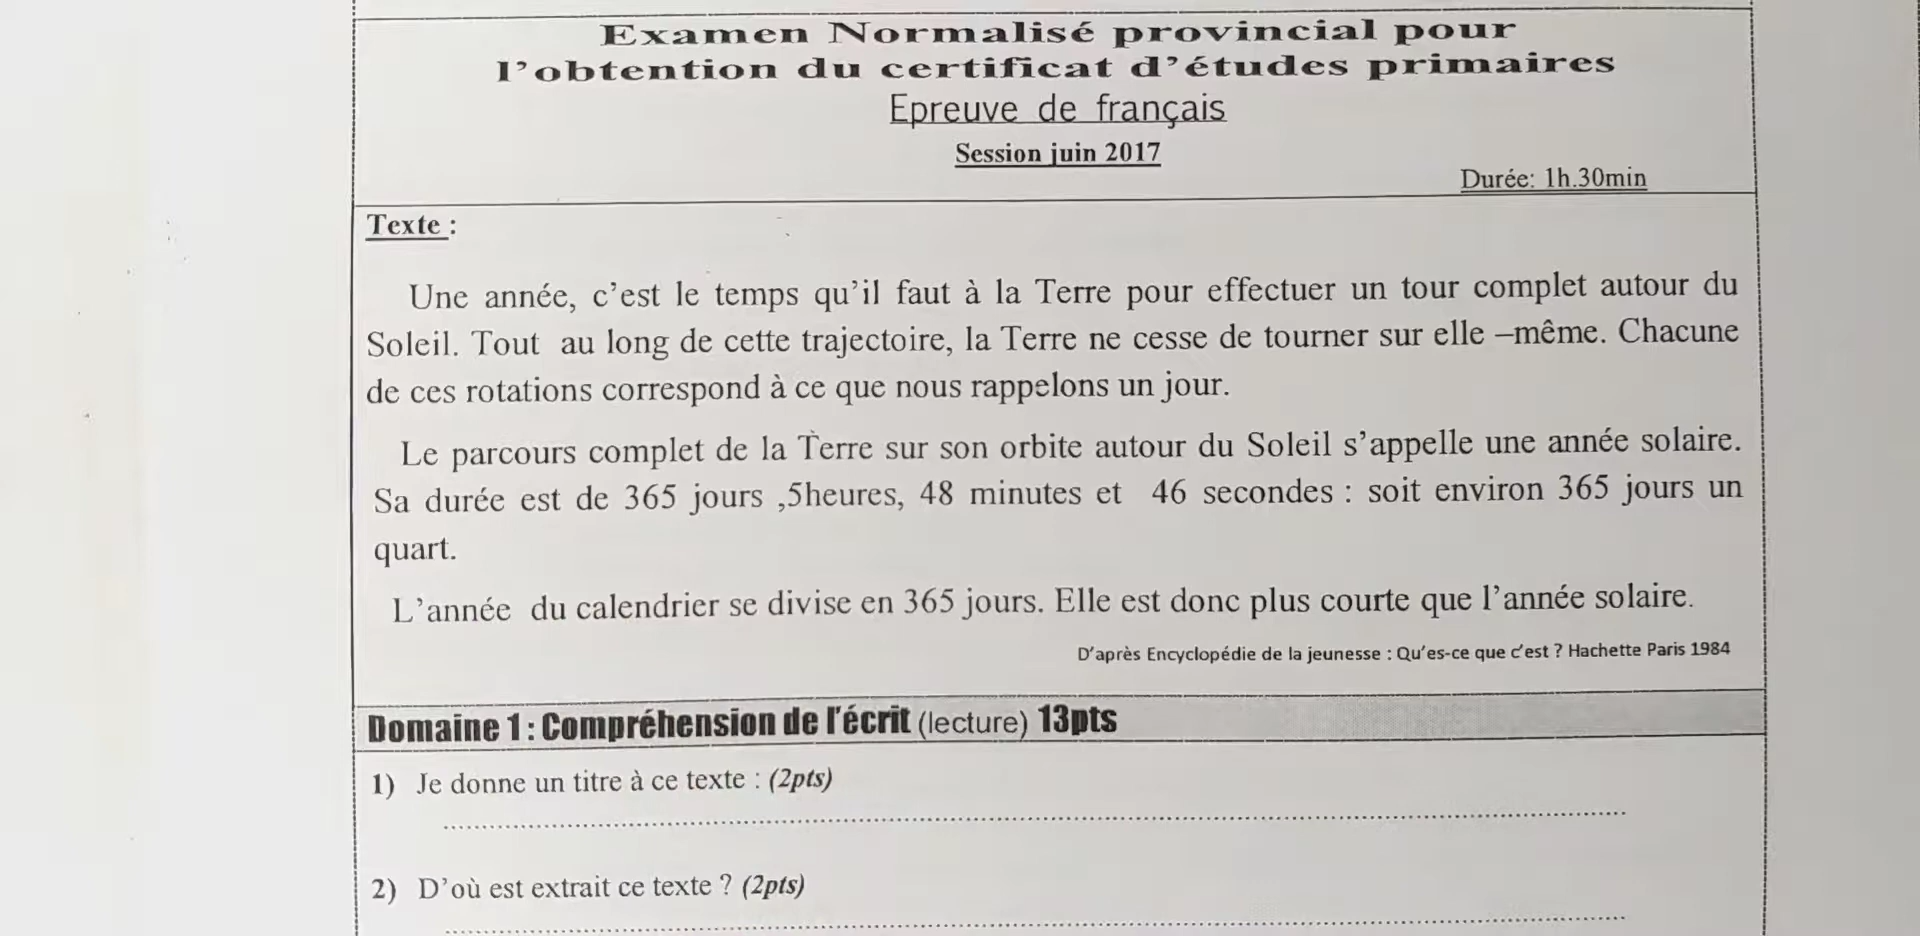 Examen Normalisé provincial pour
l'obtention du certificat d'études primaires
Epreuve de français
Session juin 2017
Durée: 1h.30min
Texte :
Une année, c'est le temps qu'il faut à la Terre pour effectuer un tour complet autour du
Soleil. Tout au long de cette trajectoire, la Terre ne cesse de tourner sur elle –même. Chacune
de ces rotations correspond à ce que nous rappelons un jour.
Le parcours complet de la Terre sur son orbite autour du Soleil s'appelle une année solaire.
Sa durée est de 365 jours ,5heures, 48 minutes et 46 secondes : soit environ 365 jours un
quart.
L'année du calendrier se divise en 365 jours. Elle est donc plus courte que l'année solaire.
D'après Encyclopédie de la jeunesse : Qu'es-ce que c'est ? Hachette Paris 1984
Domaine 1 : Compréhension de l'écrit (lecture) 13pts
1) Je donne un titre à ce texte : (2pts)
2) D'où est extrait ce texte ? (2pts)